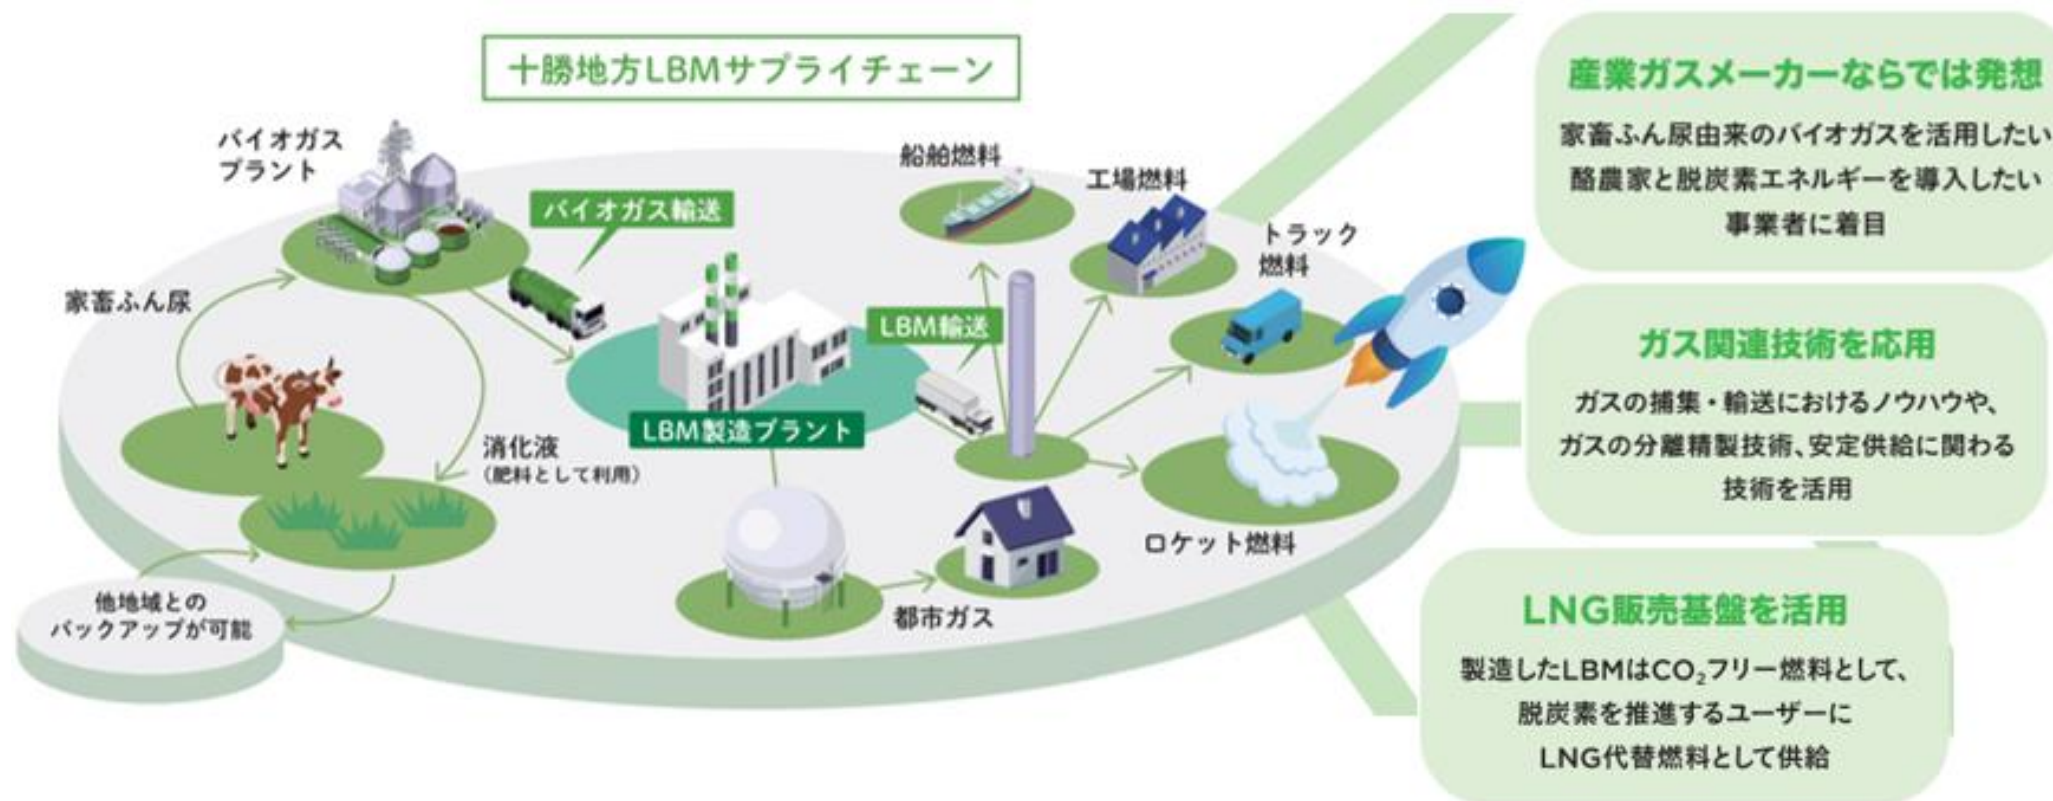 十勝地方LBMサプライチェーン
バイオガス
プラント
バイオガス輸送
家畜ふん尿
消化液
（肥料として利用）
他地域との
バックアップが可能
LBM製造プラント
LBM輸送
船舶燃料
工場燃料
トラック
燃料
ロケット燃料
都市ガス
産業ガスメーカーならでは発想
家畜ふん尿由来のバイオガスを活用したい
酪農家と脱炭素エネルギーを導入したい
事業者に着目
ガス関連技術を応用
ガスの捕集・輸送におけるノウハウや、
ガスの分離精製技術、安定供給に関わる
技術を活用
LNG販売基盤を活用
製造したLBMはCO₂フリー燃料として、
脱炭素を推進するユーザーに
LNG代替燃料として供給